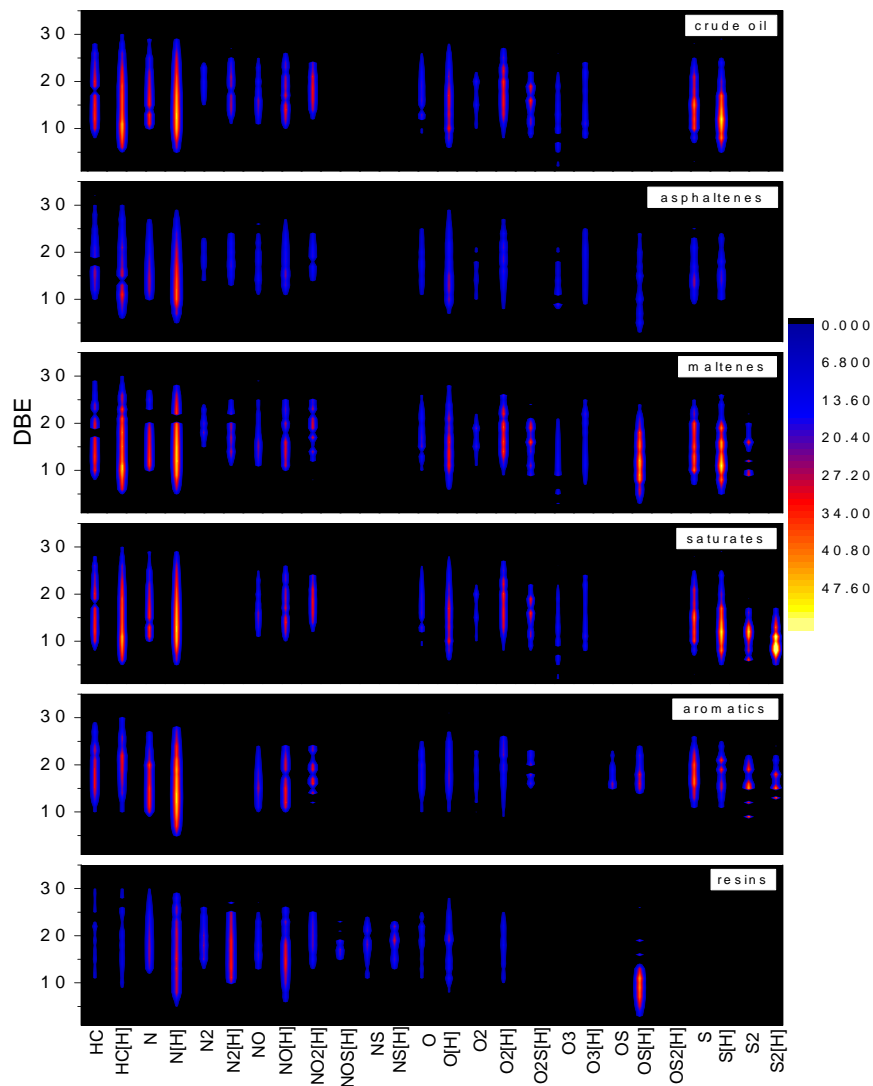 crude oil
30
20
10
asphaltenes
30
20
10
0.000
6.800
13.60
20.40
27.20
34.00
40.80
47.60
maltenes
30
20
10
DBE
saturates
30
20
10
aromatics
30
20
10
resins
30
20
10
HC
HC[H]
N
N[H]
N2
N2[H]
NO
NO[H]
NO2[H]
NOS[H]
NS
NS[H]
O
O[H]
O2
O2[H]
O2S[H]
O3
O3[H]
OS
OS[H]
OS2[H]
S
S[H]
S2
S2[H]